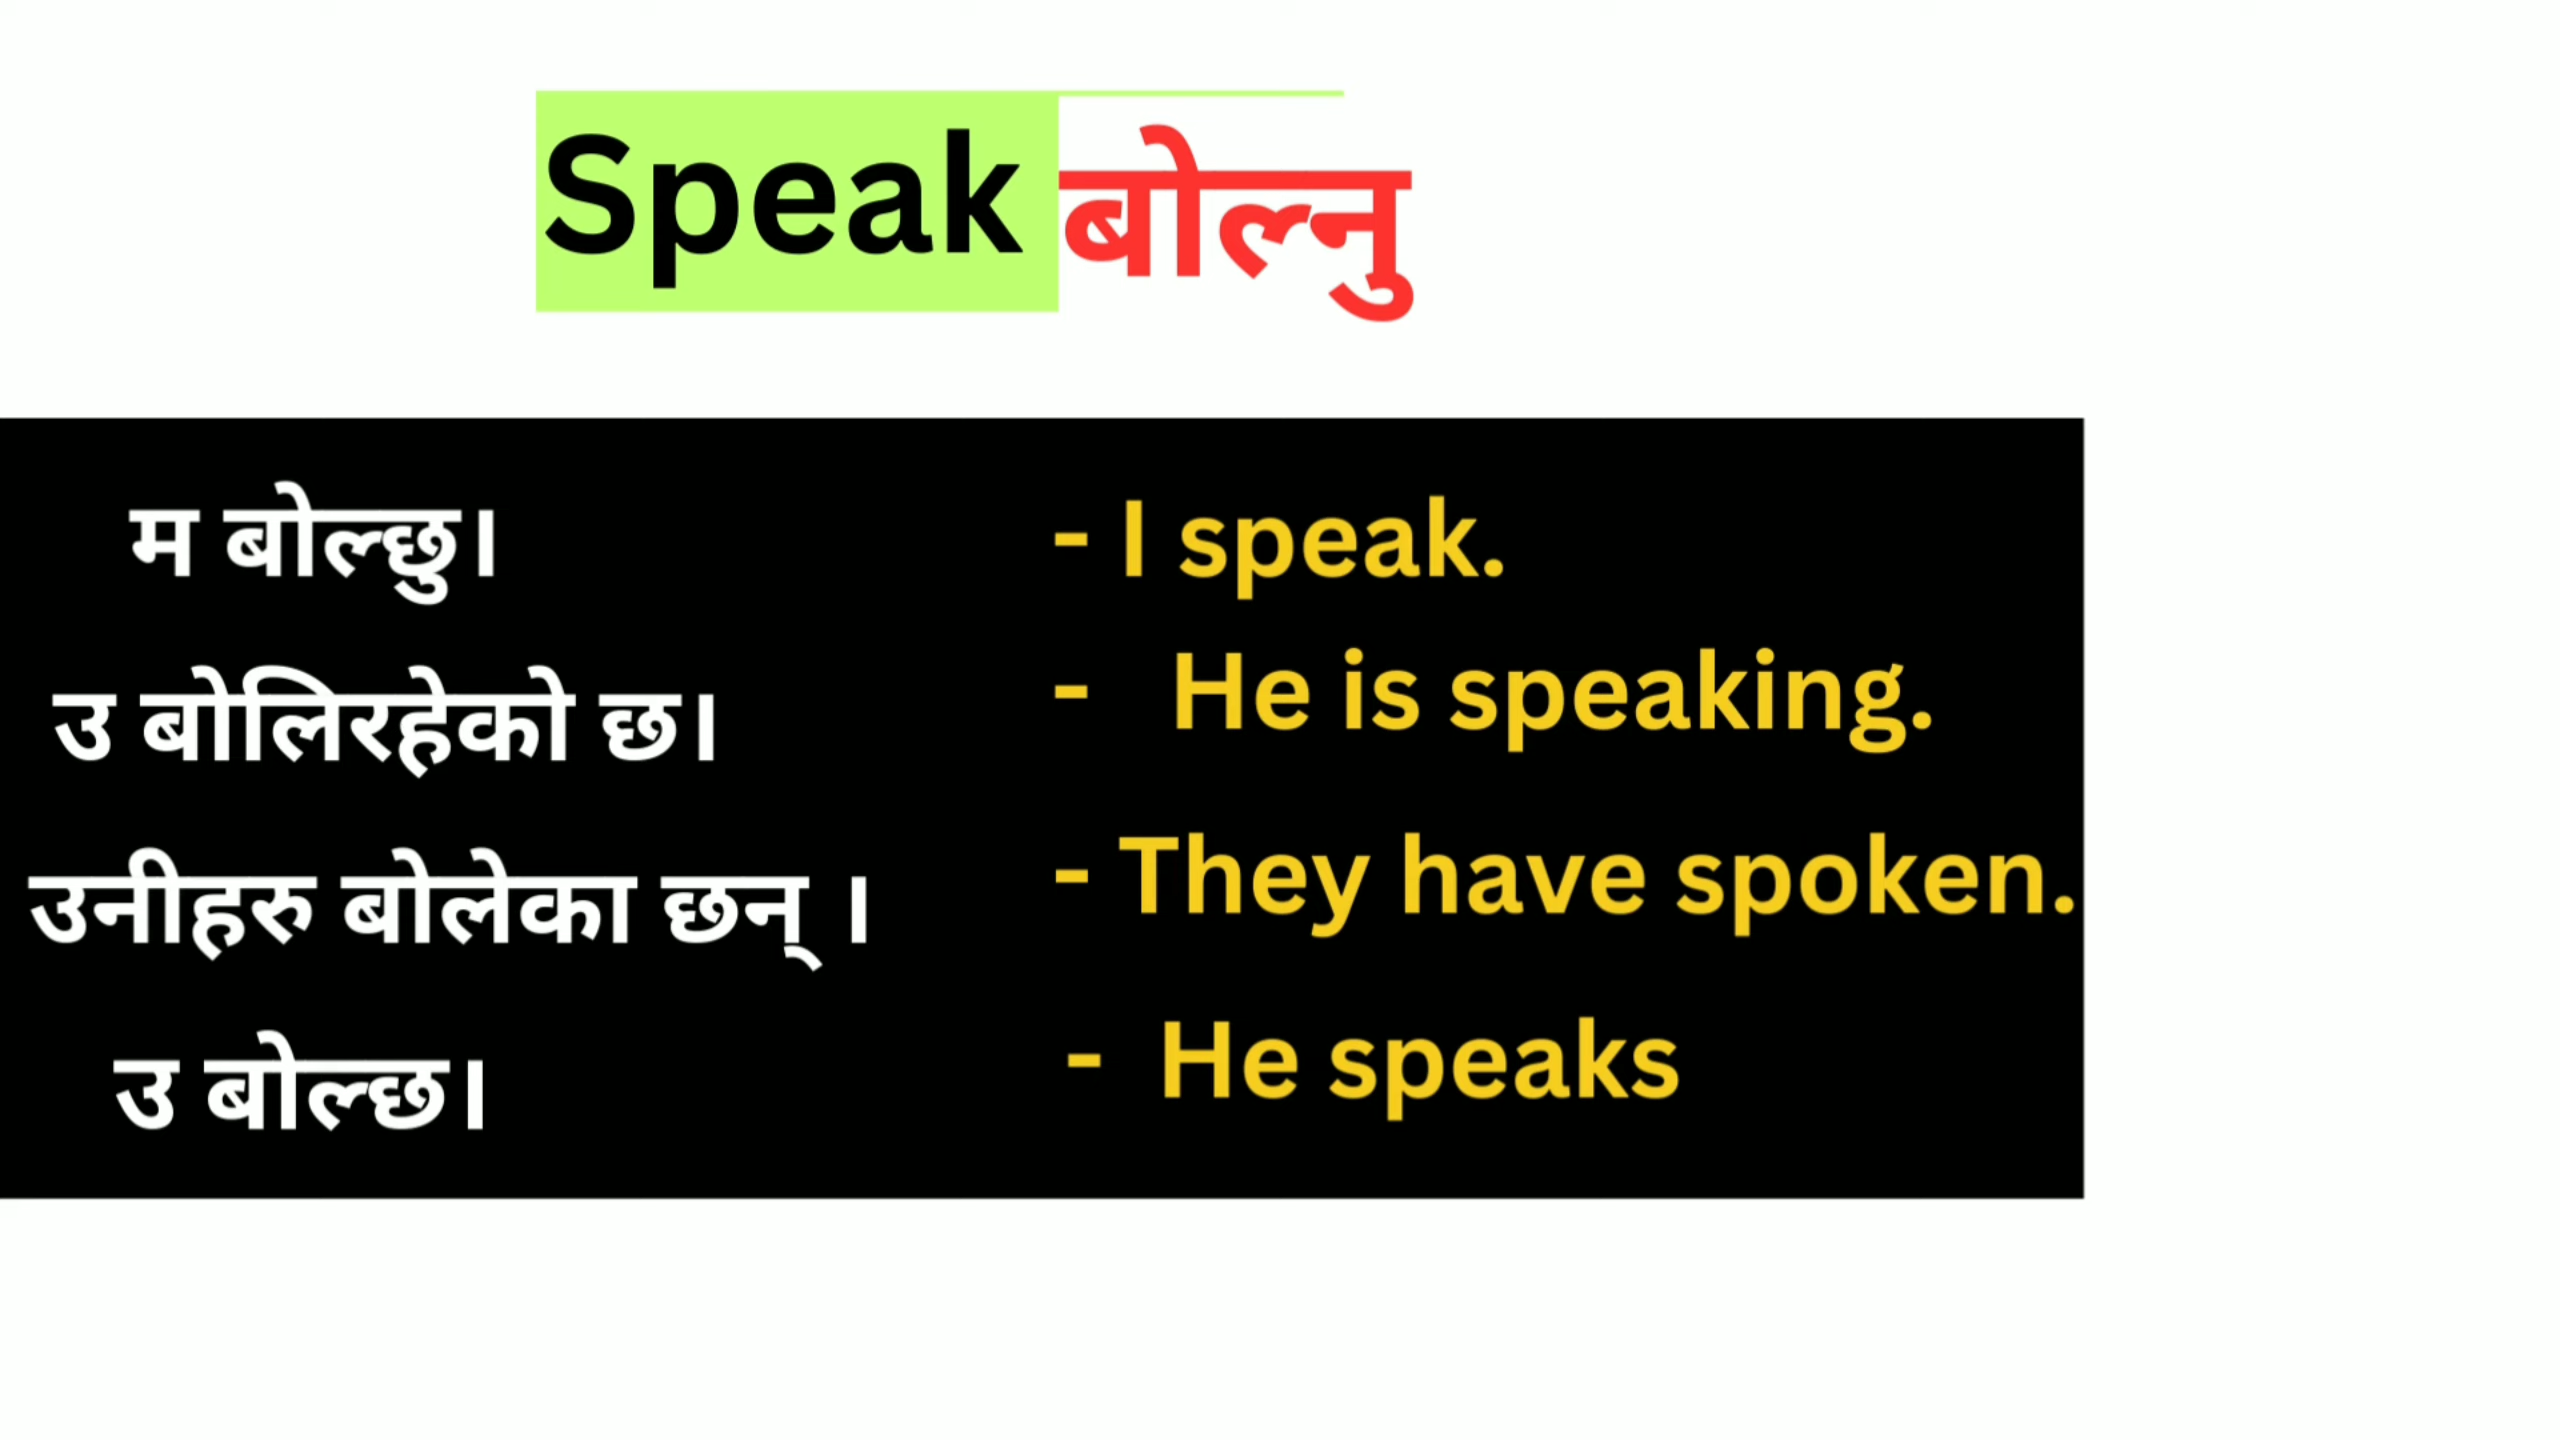 Speak बोल्नु
म बोल्छु। - I speak.
उ बोलिरहेको छ। - He is speaking.
उनीहरु बोलेका छन् । - They have spoken.
उ बोल्छ। - He speaks